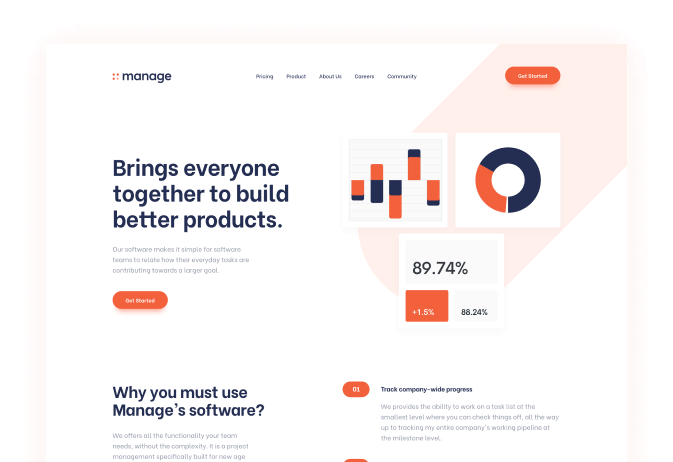 manage
Pricing Product About Us Careers Community
Get Started
Brings everyone
together to build
better products.
Our software makes it simple for software
teams to relate how their everyday tasks are
contributing towards a larger goal.
Get Started
89.74%
+1.5% 88.24%
Why you must use
Manage's software?
We offers all the functionality your team
needs, without the complexity. It is a project
management specifically built for new age
01 Track company-wide progress
We provides the ability to work on a task list at the
smallest level where you can check things off, all the way
up to tracking my entire company's working pipeline at
the milestone level.